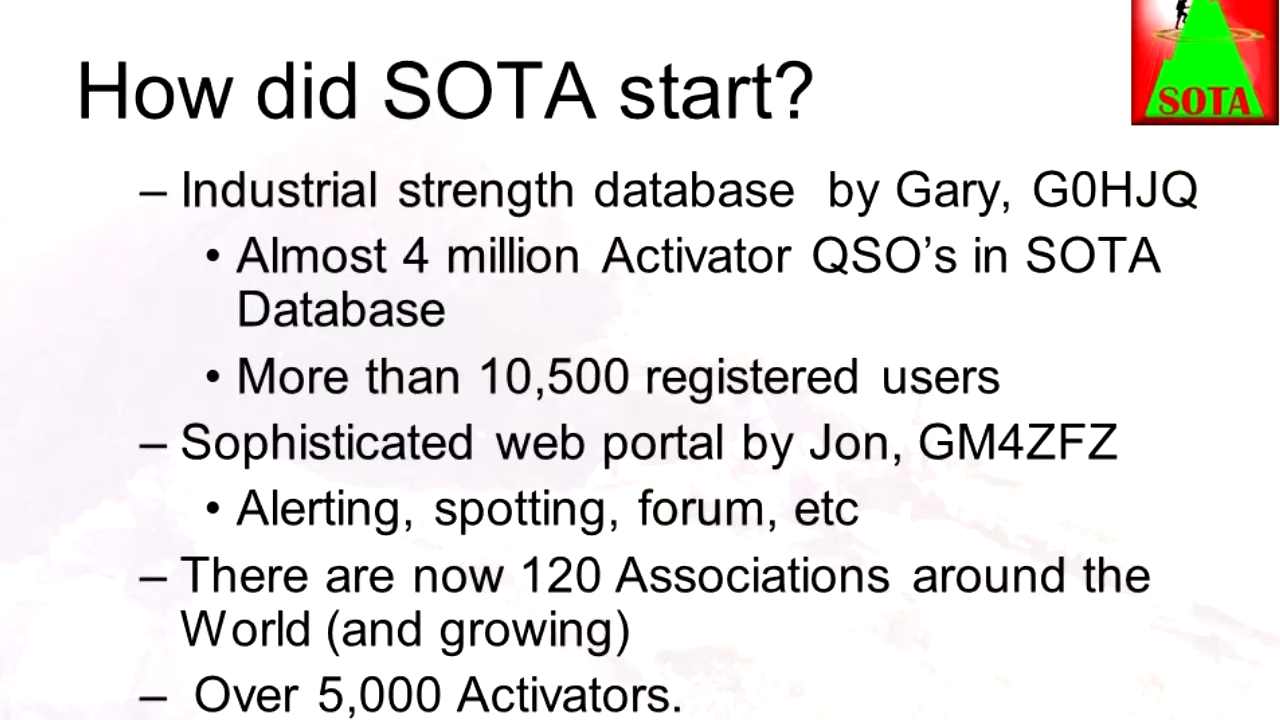 How did SOTA start?
SOTA
– Industrial strength database by Gary, G0HJQ
• Almost 4 million Activator QSO’s in SOTA
Database
• More than 10,500 registered users
– Sophisticated web portal by Jon, GM4ZFZ
• Alerting, spotting, forum, etc
– There are now 120 Associations around the
World (and growing)
– Over 5,000 Activators.